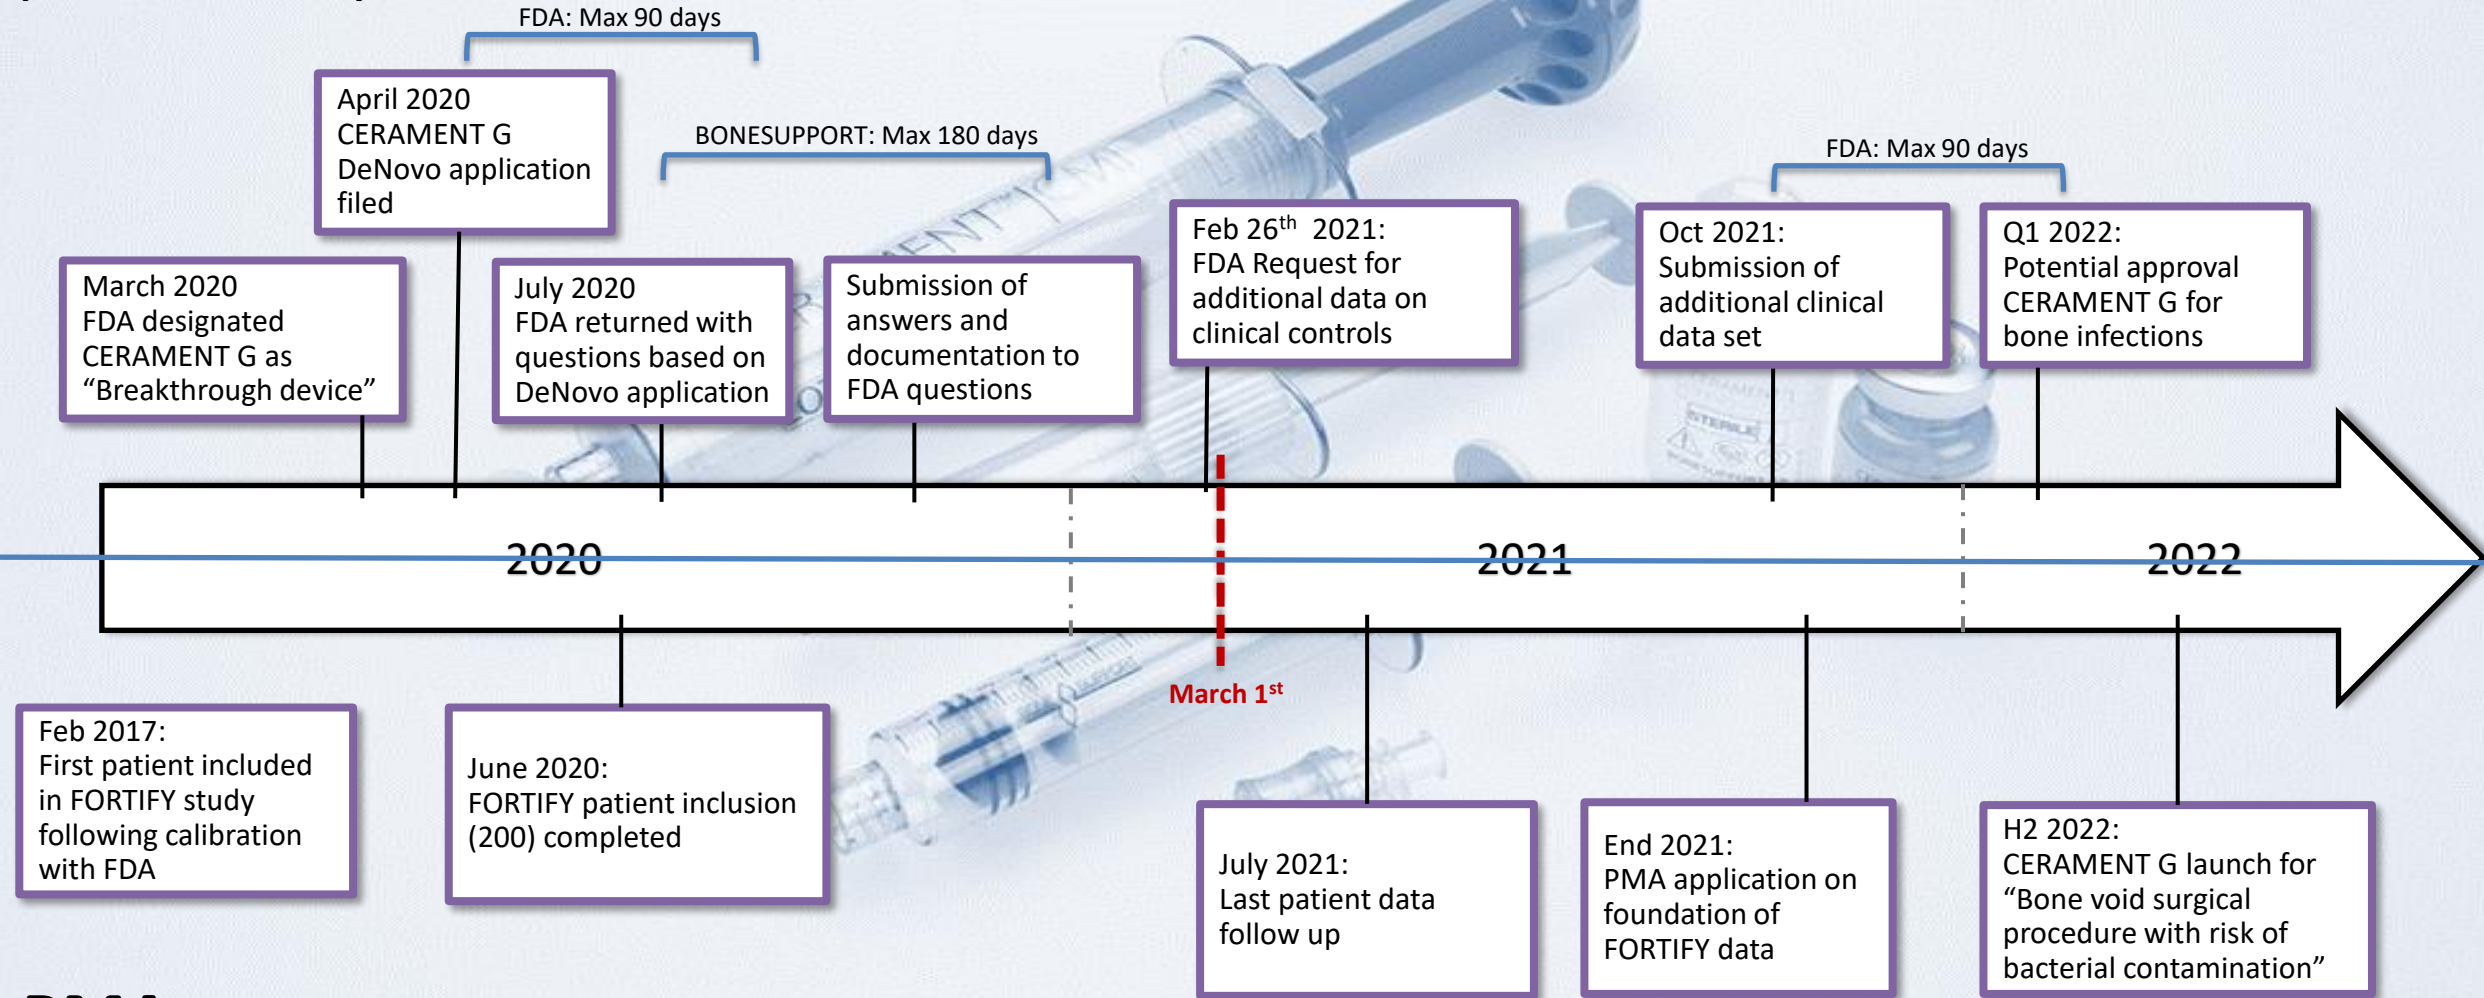 FDA: Max 90 days
April 2020
CERAMENT G
DeNovo application
filed
BONESUPPORT: Max 180 days
FDA: Max 90 days
March 2020
FDA designated
CERAMENT G as
“Breakthrough device”
July 2020
FDA returned with
questions based on
DeNovo application
Submission of
answers and
documentation to
FDA questions
Feb 26th 2021:
FDA Request for
additional data on
clinical controls
Oct 2021:
Submission of
additional clinical
data set
Q1 2022:
Potential approval
CERAMENT G for
bone infections
STERILE
2020
2021
2022
March 1st
Feb 2017:
First patient included
in FORTIFY study
following calibration
with FDA
June 2020:
FORTIFY patient inclusion
(200) completed
July 2021:
Last patient data
follow up
End 2021:
PMA application on
foundation of
FORTIFY data
H2 2022:
CERAMENT G launch for
“Bone void surgical
procedure with risk of
bacterial contamination”